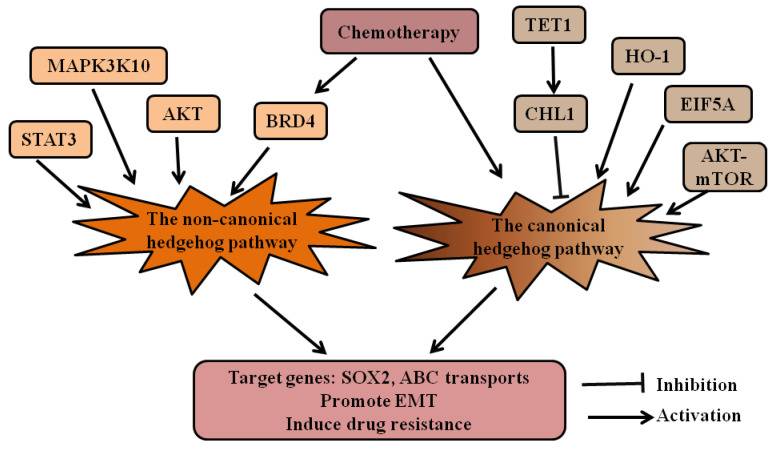 Chemotherapy
TET1
HO-1
MAPK3K10
AKT
BRD4
CHL1
EIF5A
STAT3
AKT-
mTOR
The non-canonical
hedgehog pathway
The canonical
hedgehog pathway
Target genes: SOX2, ABC transports
Promote EMT
Induce drug resistance
Inhibition
Activation